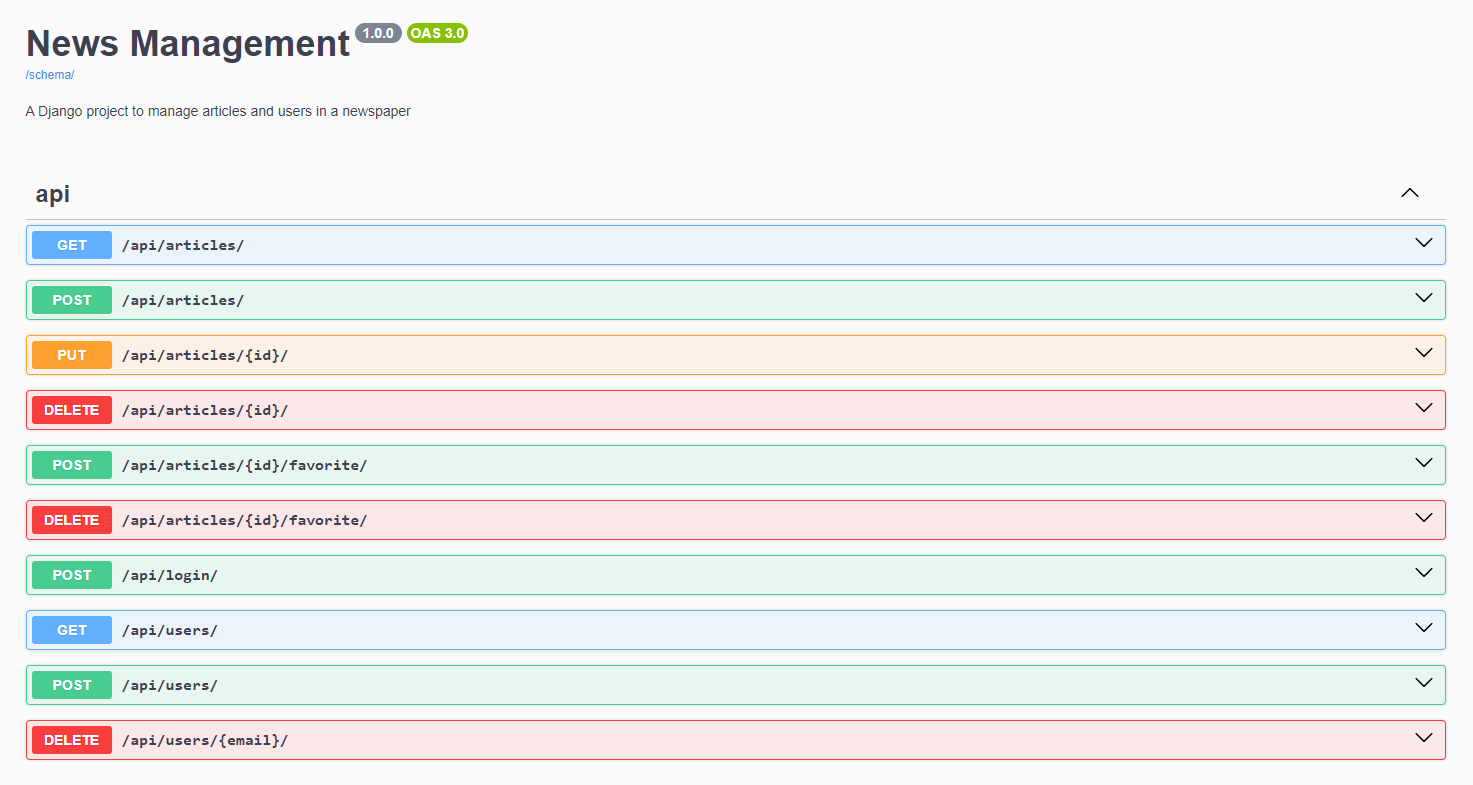 News Management 1.0.0 OAS 3.0
/schema/
A Django project to manage articles and users in a newspaper
api
GET /api/articles/
POST /api/articles/
PUT /api/articles/{id}/
DELETE /api/articles/{id}/
POST /api/articles/{id}/favorite/
DELETE /api/articles/{id}/favorite/
POST /api/login/
GET /api/users/
POST /api/users/
DELETE /api/users/{email}/